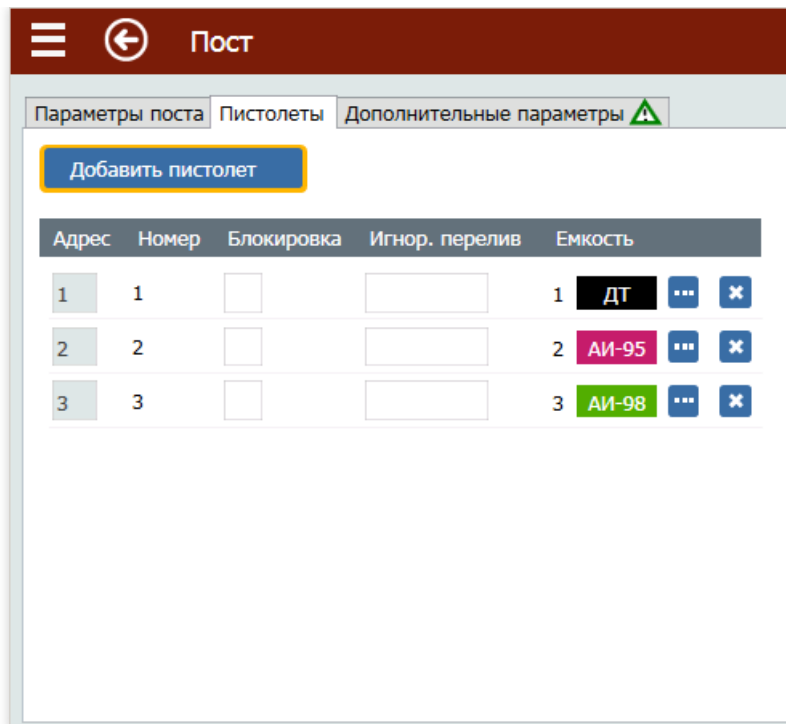 Пост
Параметры поста Пистолеты Дополнительные параметры
Добавить пистолет
Адрес Номер Блокировка Игнор. перелив Емкость
1 1 1 ДТ
2 2 2 АИ-95
3 3 3 АИ-98